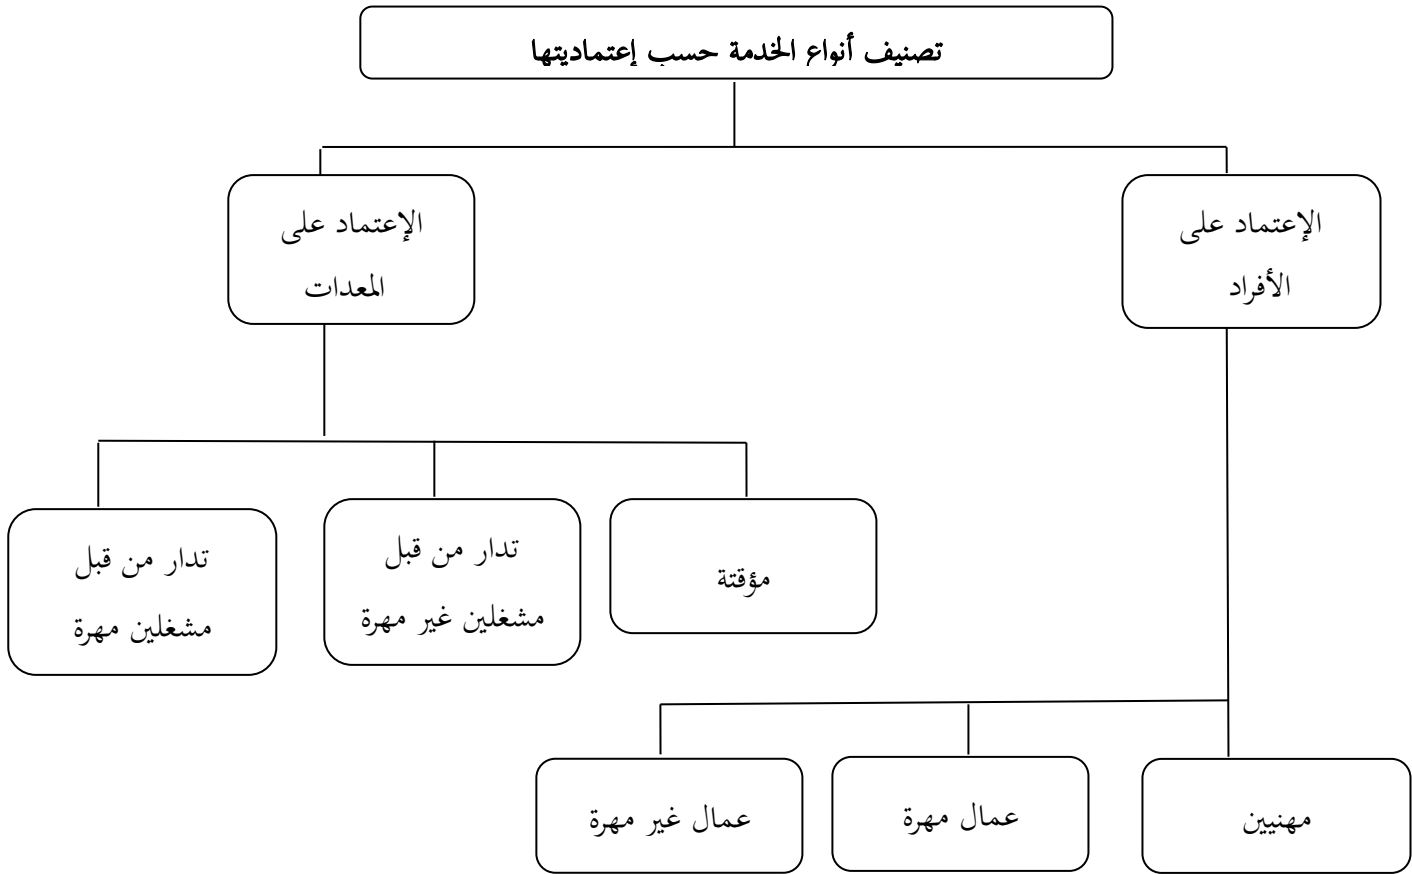 تصنيف أنواع الخدمة حسب إعتماديتها
الإعتماد على
الأفراد
الإعتماد على
المعدات
مؤقتة
تدار من قبل
مشغلين غير مهرة
تدار من قبل
مشغلين مهرة
مهنيين
عمال مهرة
عمال غير مهرة